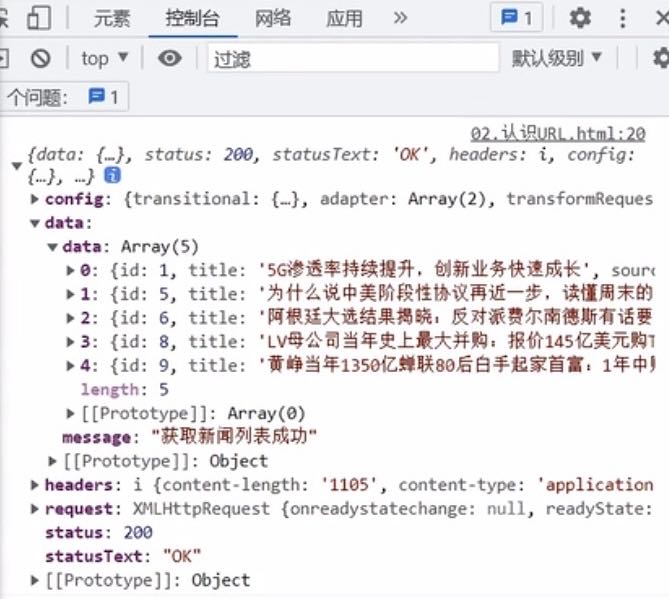 元素 控制台 网络 应用 » 1
top ▼ 过滤 默认级别 ▼
个问题: 1
02.认识URL.html:20
{data: {…}, status: 200, statusText: 'OK', headers: i, config:
{…}, …} i
config: {transitional: {…}, adapter: Array(2), transformReques
data:
data: Array(5)
0: {id: 1, title: '5G渗透率持续提升，创新业务快速成长', sour
1: {id: 5, title: '为什么说中美阶段性协议再近一步，读懂周末的
2: {id: 6, title: '阿根廷大选结果揭晓：反对派费尔南德斯有话要
3: {id: 8, title: 'LV母公司当年史上最大并购：报价145亿美元购
4: {id: 9, title: '黄峥当年1350亿蝉联80后白手起家首富：1年中
length: 5
[[Prototype]]: Array(0)
message: "获取新闻列表成功"
[[Prototype]]: Object
headers: i {content-length: '1105', content-type: 'application
request: XMLHttpRequest {onreadystatechange: null, readyState:
status: 200
statusText: "OK"
[[Prototype]]: Object